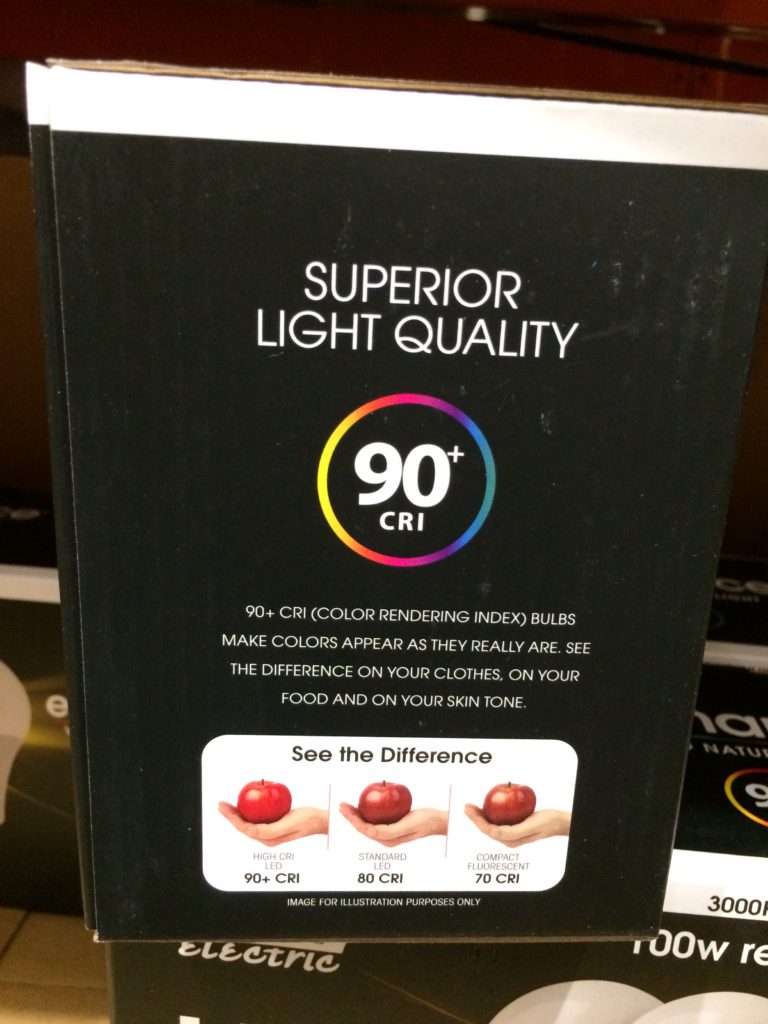 SUPERIOR
LIGHT QUALITY
90+
CRI
90+ CRI (COLOR RENDERING INDEX) BULBS
MAKE COLORS APPEAR AS THEY REALLY ARE. SEE
THE DIFFERENCE ON YOUR CLOTHES, ON YOUR
FOOD AND ON YOUR SKIN TONE.
See the Difference
HIGH CRI
LED
90+ CRI
STANDARD
LED
80 CRI
COMPACT
FLUORESCENT
70 CRI
IMAGE FOR ILLUSTRATION PURPOSES ONLY
3000K
100w re
ELECtric